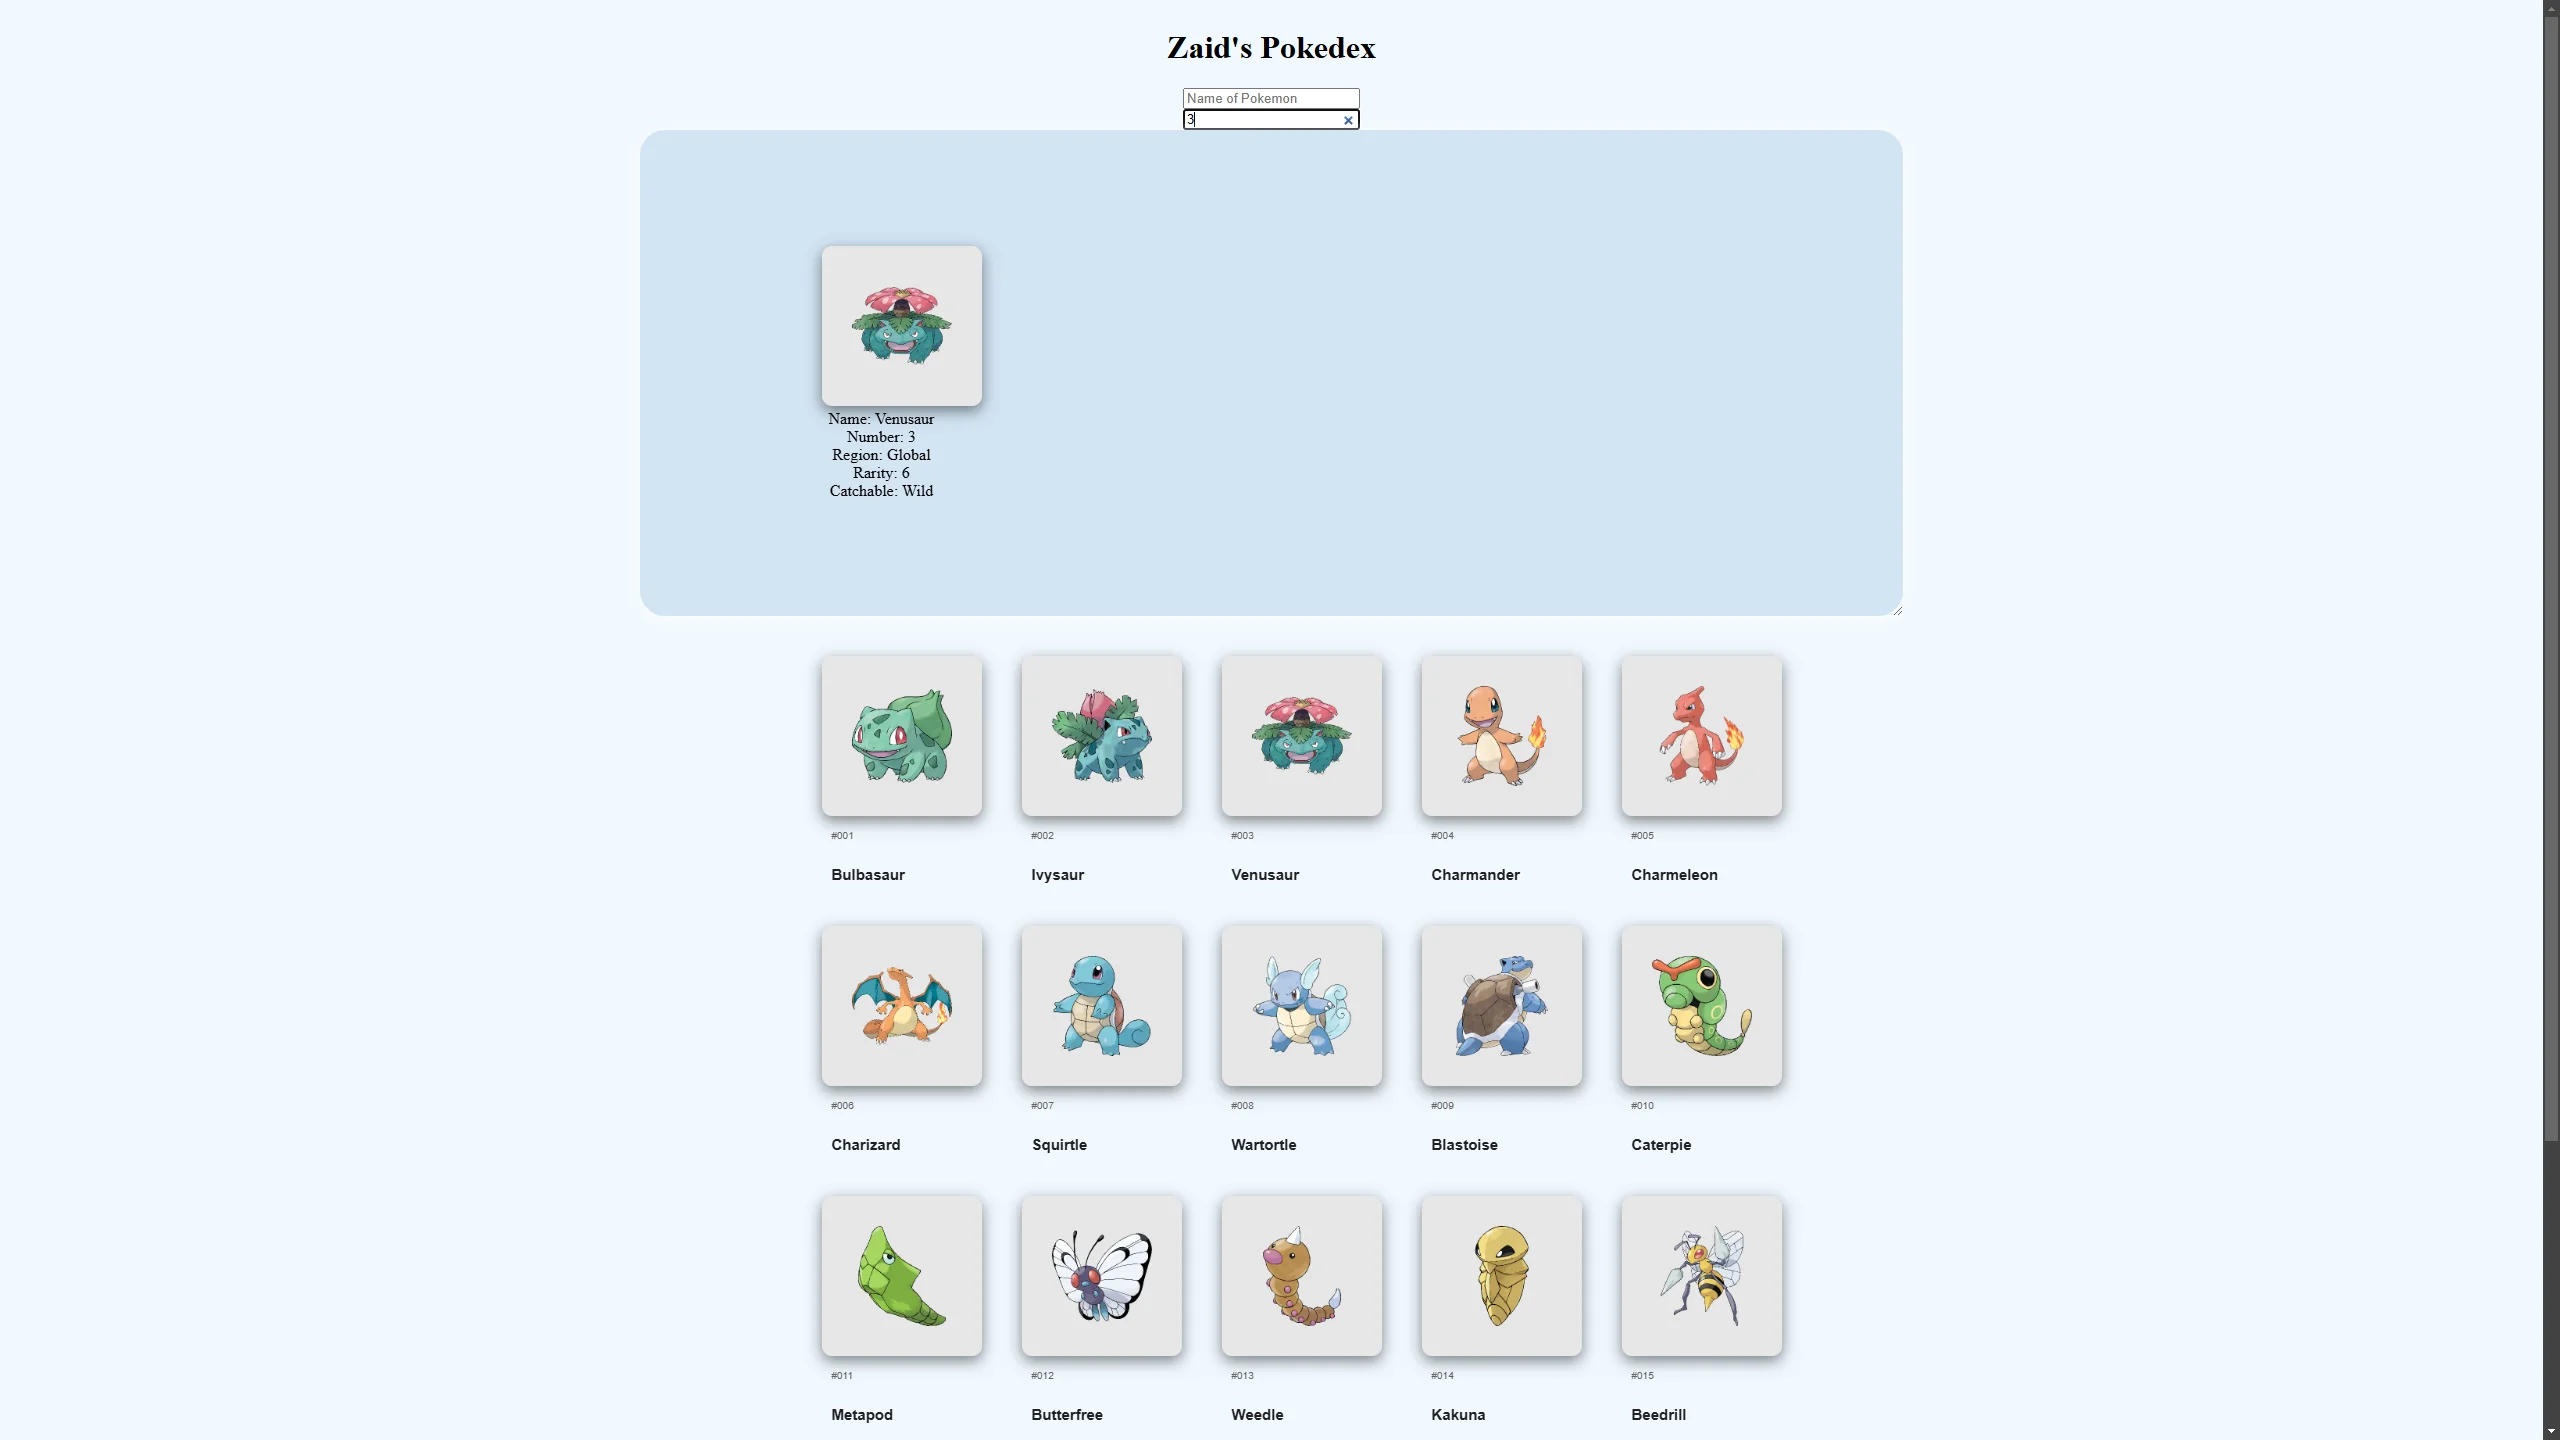 Zaid's Pokedex
Name of Pokemon
3
Name: Venusaur
Number: 3
Region: Global
Rarity: 6
Catchable: Wild
#001 #002 #003 #004 #005
Bulbasaur Ivysaur Venusaur Charmander Charmeleon
#006 #007 #008 #009 #010
Charizard Squirtle Wartortle Blastoise Caterpie
#011 #012 #013 #014 #015
Metapod Butterfree Weedle Kakuna Beedrill